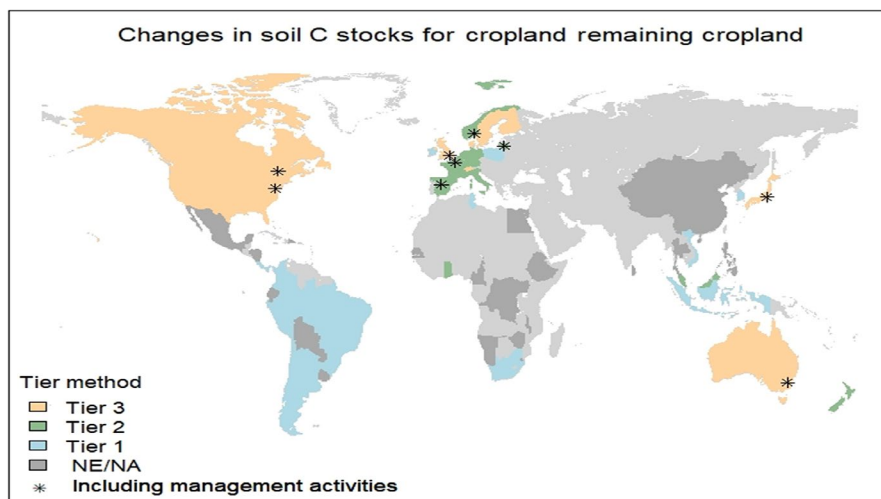 Changes in soil C stocks for cropland remaining cropland
Tier method
Tier 3
Tier 2
Tier 1
NE/NA
Including management activities